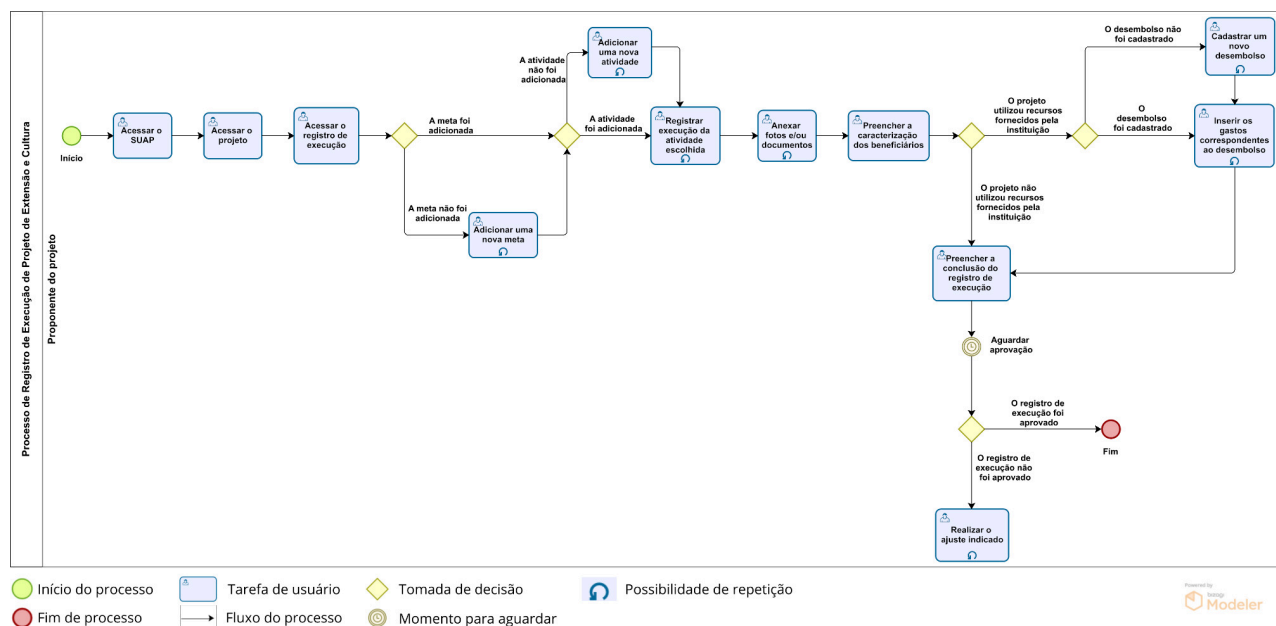 Processo de Registro de Execução de Projeto de Extensão e Cultura
Proponente do projeto
Início
Acessar o
SUAP
Acessar o
projeto
Acessar o
registro de
execução
A meta foi
adicionada
A meta não foi
adicionada
Adicionar uma
nova meta
A atividade
não foi
adicionada
Adicionar
uma nova
atividade
A atividade
foi adicionada
Registrar
execução da
atividade
escolhida
Anexar
fotos e/ou
documentos
Preencher a
caracterização
dos beneficiários
O projeto
utilizou recursos
fornecidos pela
instituição
O projeto não
utilizou recursos
fornecidos pela
instituição
O desembolso não
foi cadastrado
Cadastrar um
novo
desembolso
O
desembolso
foi cadastrado
Inserir os
gastos
correspondentes
ao desembolso
Preencher a
conclusão do
registro de
execução
Aguardar
aprovação
O registro de
execução foi
aprovado
Fim
O registro de
execução não
foi aprovado
Realizar o
ajuste indicado
Início do processo
Tarefa de usuário
Tomada de decisão
Possibilidade de repetição
Fim de processo
Fluxo do processo
Momento para aguardar
Powered by
bizagi
Modeler